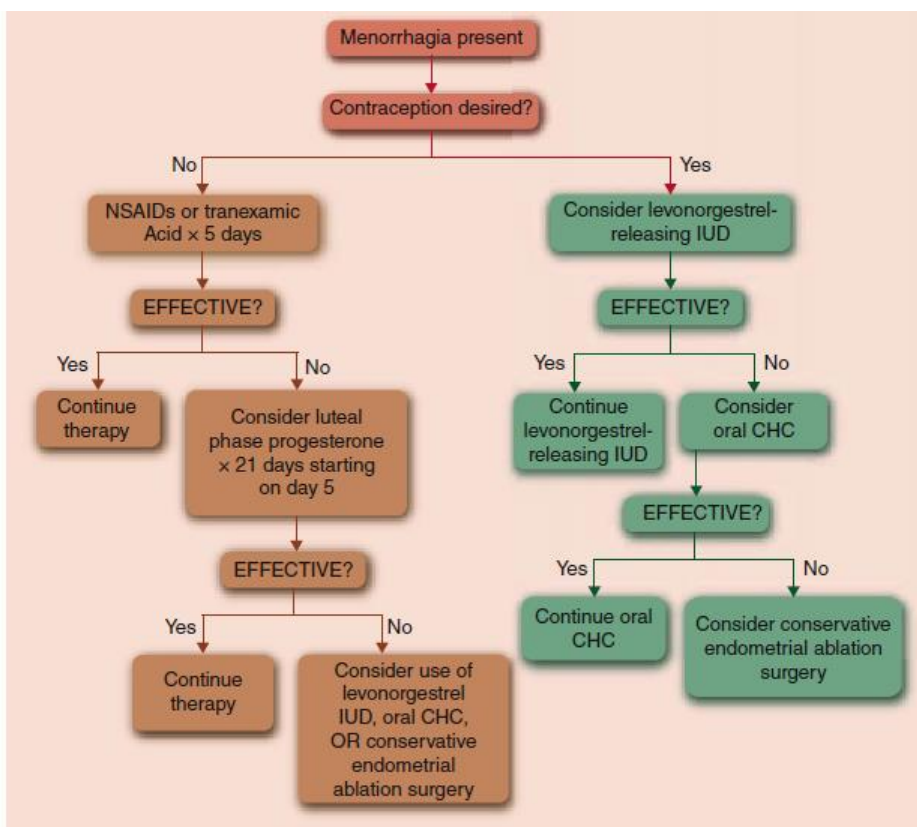 Menorrhagia present
Contraception desired?
No
Yes
NSAIDs or tranexamic
Acid × 5 days
Consider levonorgestrel-
releasing IUD
EFFECTIVE?
EFFECTIVE?
Yes
No
Yes
No
Continue
therapy
Consider luteal
phase progesterone
× 21 days starting
on day 5
Continue
levonorgestrel-
releasing IUD
Consider
oral CHC
EFFECTIVE?
EFFECTIVE?
Yes
No
Yes
No
Continue
therapy
Consider use of
levonorgestrel
IUD, oral CHC,
OR conservative
endometrial
ablation surgery
Continue oral
CHC
Consider conservative
endometrial ablation
surgery